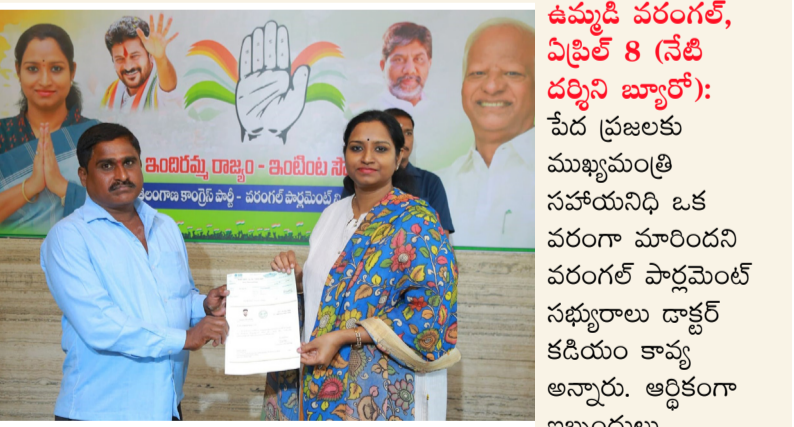 ఇందిరమ్మ రాజ్యం - ఇంటింట
తెలంగాణ కాంగ్రెస్ పార్టీ - వరంగల్ పార్లమెంట్
ఉమ్మడి వరంగల్,
ఏప్రిల్ 8 (నేటి
దర్శిని బ్యూరో):
పేద ప్రజలకు
ముఖ్యమంత్రి
సహాయనిధి ఒక
వరంగా మారిందని
వరంగల్ పార్లమెంట్
సభ్యురాలు డాక్టర్
కడియం కావ్య
అన్నారు. ఆర్థికంగా